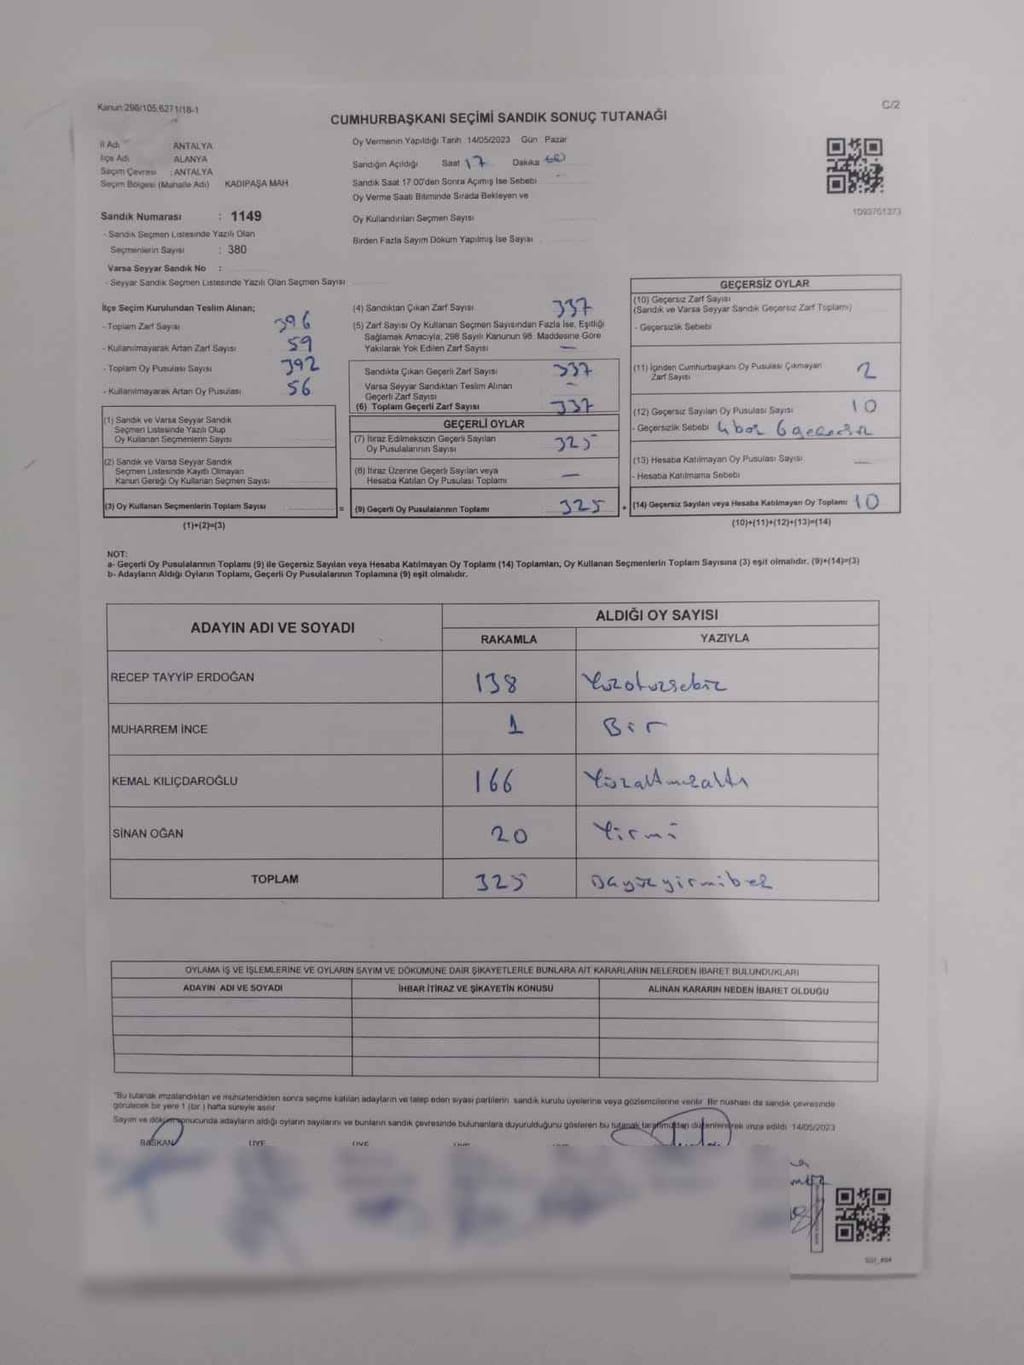 Kanun:298/105,6271/18-1
C/2
CUMHURBAŞKANI SEÇİMİ SANDIK SONUÇ TUTANAĞI
İl Adı : ANTALYA
İlçe Adı : ALANYA
Seçim Çevresi : ANTALYA
Seçim Bölgesi (Mahalle Adı) KADIPAŞA MAH
Sandık Numarası : 1149
- Sandık Seçmen Listesinde Yazılı Olan
Seçmenlerin Sayısı : 380
Varsa Seyyar Sandık No :
- Seyyar Sandık Seçmen Listesinde Yazılı Olan Seçmen Sayısı
Oy Vermenin Yapıldığı Tarih 14/05/2023 Gün Pazar
Sandığın Açıldığı Saat 17 Dakika
Sandık Saat 17:00'den Sonra Açılmış İse Sebebi
Oy Verme Saati Bitiminde Sırada Bekleyen ve
Oy Kullandırılan Seçmen Sayısı
Birden Fazla Sayım Döküm Yapılmış İse Sayısı
1D93761373
İlçe Seçim Kurulundan Teslim Alınan;
- Toplam Zarf Sayısı 396
- Kullanılmayarak Artan Zarf Sayısı 59
- Toplam Oy Pusulası Sayısı 392
- Kullanılmayarak Artan Oy Pusulası 56
(1) Sandık ve Varsa Seyyar Sandık
Seçmen Listesinde Yazılı Olup
Oy Kullanan Seçmenlerin Sayısı
(2) Sandık ve Varsa Seyyar Sandık
Seçmen Listesinde Kayıtlı Olmayan
Kanun Gereği Oy Kullanan Seçmen Sayısı
(3) Oy Kullanan Seçmenlerin Toplam Sayısı =
(1)+(2)=(3)
(4) Sandıktan Çıkan Zarf Sayısı 337
(5) Zarf Sayısı Oy Kullanan Seçmen Sayısından Fazla İse, Eşitliği
Sağlamak Amacıyla, 298 Sayılı Kanunun 98. Maddesine Göre
Yakılarak Yok Edilen Zarf Sayısı —
Sandıkta Çıkan Geçerli Zarf Sayısı 337
Varsa Seyyar Sandıktan Teslim Alınan
Geçerli Zarf Sayısı —
(6) Toplam Geçerli Zarf Sayısı 337
GEÇERLİ OYLAR
(7) İtiraz Edilmeksizin Geçerli Sayılan
Oy Pusulalarının Sayısı 325
(8) İtiraz Üzerine Geçerli Sayılan veya
Hesaba Katılan Oy Pusulası Toplamı —
(9) Geçerli Oy Pusulalarının Toplamı 325 +
GEÇERSİZ OYLAR
(10) Geçersiz Zarf Sayısı
(Sandık ve Varsa Seyyar Sandık Geçersiz Zarf Toplamı)
- Geçersizlik Sebebi
(11) İçinden Cumhurbaşkanı Oy Pusulası Çıkmayan
Zarf Sayısı 2
(12) Geçersiz Sayılan Oy Pusulası Sayısı 10
- Geçersizlik Sebebi 4 boş 6 geçersiz
(13) Hesaba Katılmayan Oy Pusulası Sayısı —
- Hesaba Katılmama Sebebi
(14) Geçersiz Sayılan veya Hesaba Katılmayan Oy Toplamı 10
(10)+(11)+(12)+(13)=(14)
NOT:
a- Geçerli Oy Pusulalarının Toplamı (9) ile Geçersiz Sayılan veya Hesaba Katılmayan Oy Toplamı (14) Toplamları, Oy Kullanan Seçmenlerin Toplam Sayısına (3) eşit olmalıdır. (9)+(14)=(3)
b- Adayların Aldığı Oyların Toplamı, Geçerli Oy Pusulalarının Toplamına (9) eşit olmalıdır.
ADAYIN ADI VE SOYADI
ALDIĞI OY SAYISI
RAKAMLA YAZIYLA
RECEP TAYYİP ERDOĞAN 138 Yüzotuzsekiz
MUHARREM İNCE 1 Bir
KEMAL KILIÇDAROĞLU 166 Yüzaltmışaltı
SİNAN OĞAN 20 Yirmi
TOPLAM 325 üçyüzyirmibeş
OYLAMA İŞ VE İŞLEMLERİNE VE OYLARIN SAYIM VE DÖKÜMÜNE DAİR ŞİKAYETLERLE BUNLARA AİT KARARLARIN NELERDEN İBARET BULUNDUKLARI
ADAYIN ADI VE SOYADI İHBAR İTİRAZ VE ŞİKAYETİN KONUSU ALINAN KARARIN NEDEN İBARET OLDUĞU
"Bu tutanak imzalandıktan ve mühürlendikten sonra seçime katılan adayların ve talep eden siyasi partilerin sandık kurulu üyelerine veya gözlemcilerine verilir. Bir nüshası da sandık çevresinde
görülecek bir yere 1 (bir ) hafta süreyle asılır.
Sayım ve döküm sonucunda adayların aldığı oyların sayılarını ve bunların sandık çevresinde bulunanlara duyurulduğunu gösteren bu tutanak tarafımızdan düzenlenerek imza edildi. 14/05/2023
BAŞKAN ÜYE ÜYE